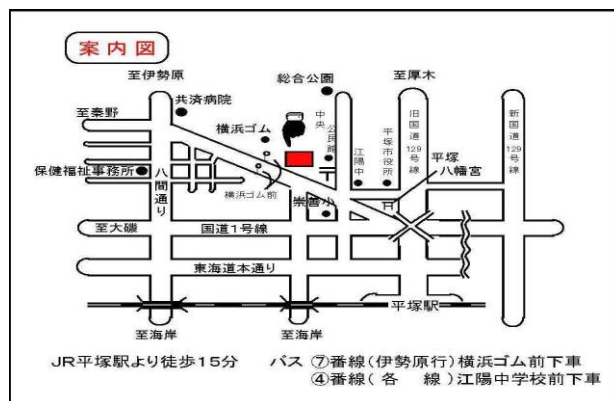 案内図
至伊勢原
総合公園
至厚木
共済病院
至秦野
横浜ゴム
中央公民館
旧国道129号線
新国道129号線
江陽中
平塚市役所
平塚八幡宮
保健福祉事務所
八間通り
横浜ゴム前
崇善小
至大磯
国道1号線
東海道本通り
平塚駅
至海岸
至海岸
JR平塚駅より徒歩15分 バス ⑦番線(伊勢原行)横浜ゴム前下車
④番線(各 線)江陽中学校前下車